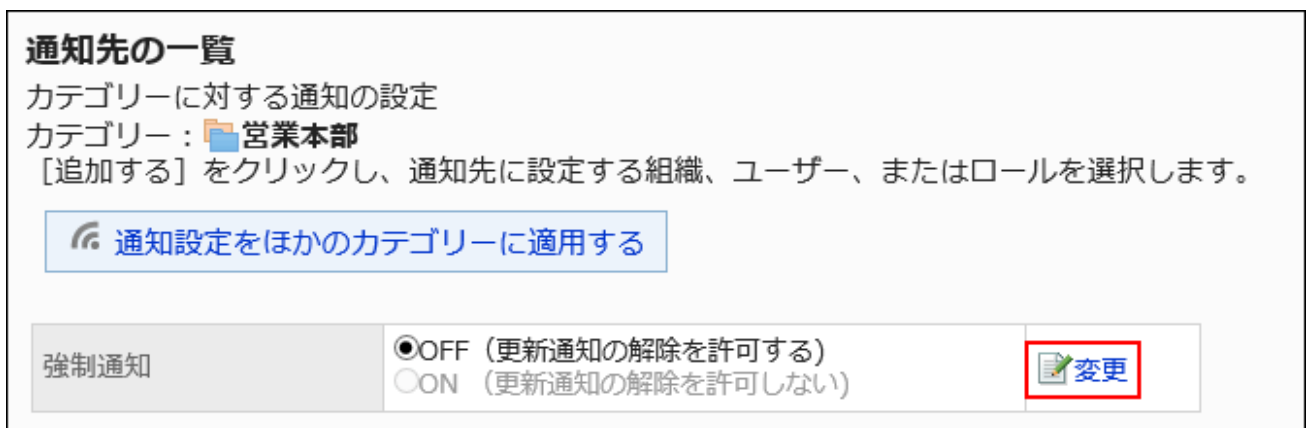 通知先の一覧
カテゴリーに対する通知の設定
カテゴリー：営業本部
［追加する］をクリックし、通知先に設定する組織、ユーザー、またはロールを選択します。
通知設定をほかのカテゴリーに適用する
強制通知
OFF（更新通知の解除を許可する)
ON （更新通知の解除を許可しない)
変更